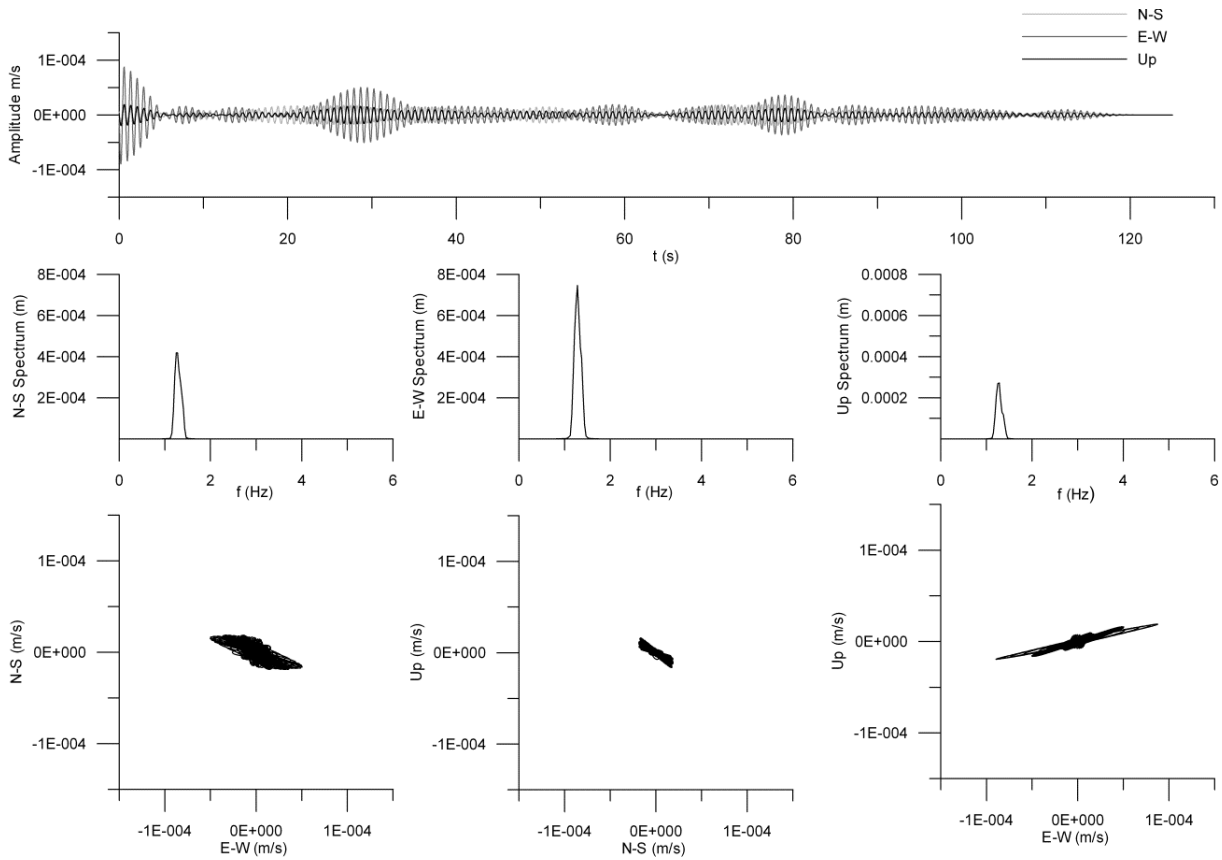 N-S
E-W
Up
Amplitude m/s
1E-004
0E+000
-1E-004
0 20 40 60 80 100 120
t (s)
N-S Spectrum (m)
8E-004
6E-004
4E-004
2E-004
0 2 4 6
f (Hz)
E-W Spectrum (m)
8E-004
6E-004
4E-004
2E-004
0 2 4 6
f (Hz)
Up Spectrum (m)
0.0008
0.0006
0.0004
0.0002
0 2 4 6
f (Hz)
N-S (m/s)
1E-004
0E+000
-1E-004
-1E-004 0E+000 1E-004
E-W (m/s)
Up (m/s)
1E-004
0E+000
-1E-004
-1E-004 0E+000 1E-004
N-S (m/s)
Up (m/s)
1E-004
0E+000
-1E-004
-1E-004 0E+000 1E-004
E-W (m/s)